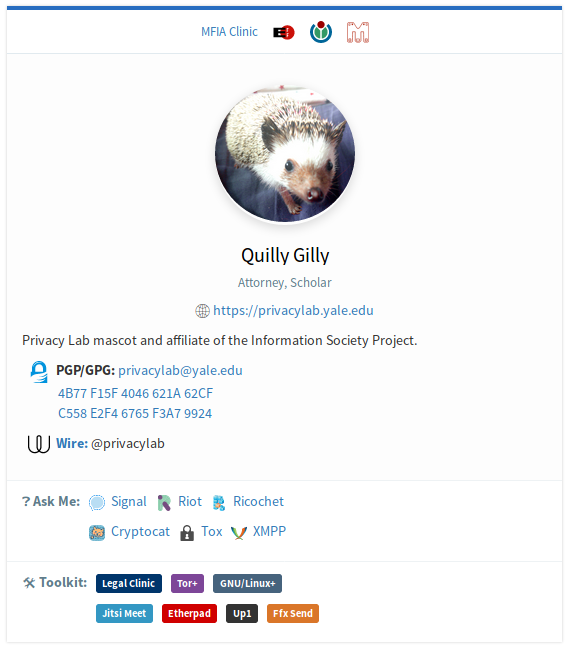 MFIA Clinic
Quilly Gilly
Attorney, Scholar
https://privacylab.yale.edu
Privacy Lab mascot and affiliate of the Information Society Project.
PGP/GPG: privacylab@yale.edu
4B77 F15F 4046 621A 62CF
C558 E2F4 6765 F3A7 9924
Wire: @privacylab
? Ask Me: Signal Riot Ricochet
Cryptocat Tox XMPP
Toolkit: Legal Clinic Tor+ GNU/Linux+
Jitsi Meet Etherpad Up1 Ffx Send